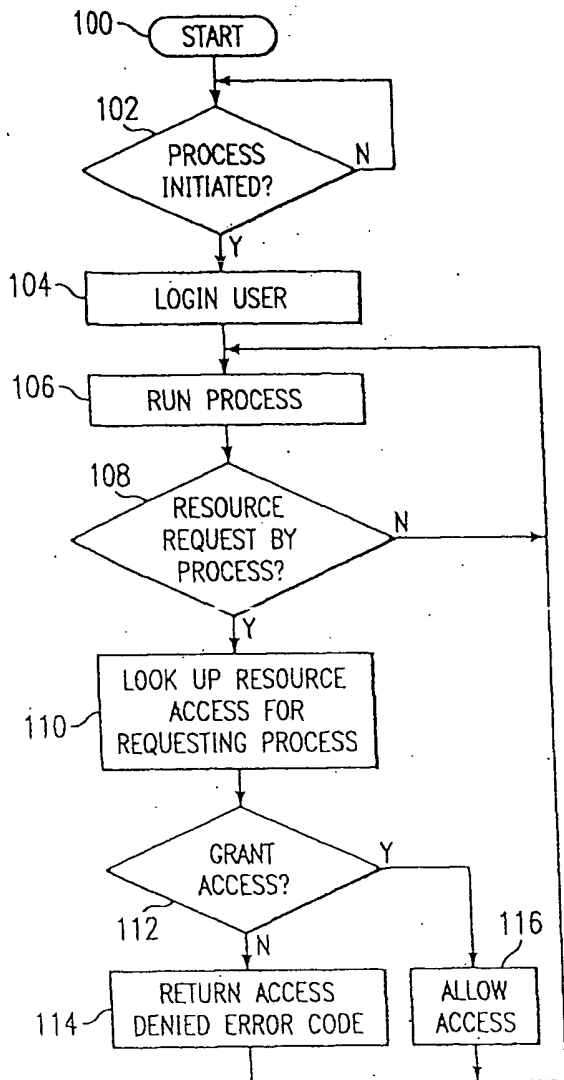 100
START
102
PROCESS
INITIATED?
N
Y
104
LOGIN USER
106
RUN PROCESS
108
RESOURCE
REQUEST BY
PROCESS?
N
Y
110
LOOK UP RESOURCE
ACCESS FOR
REQUESTING PROCESS
GRANT
ACCESS?
Y
112
N
116
114
RETURN ACCESS
DENIED ERROR CODE
ALLOW
ACCESS